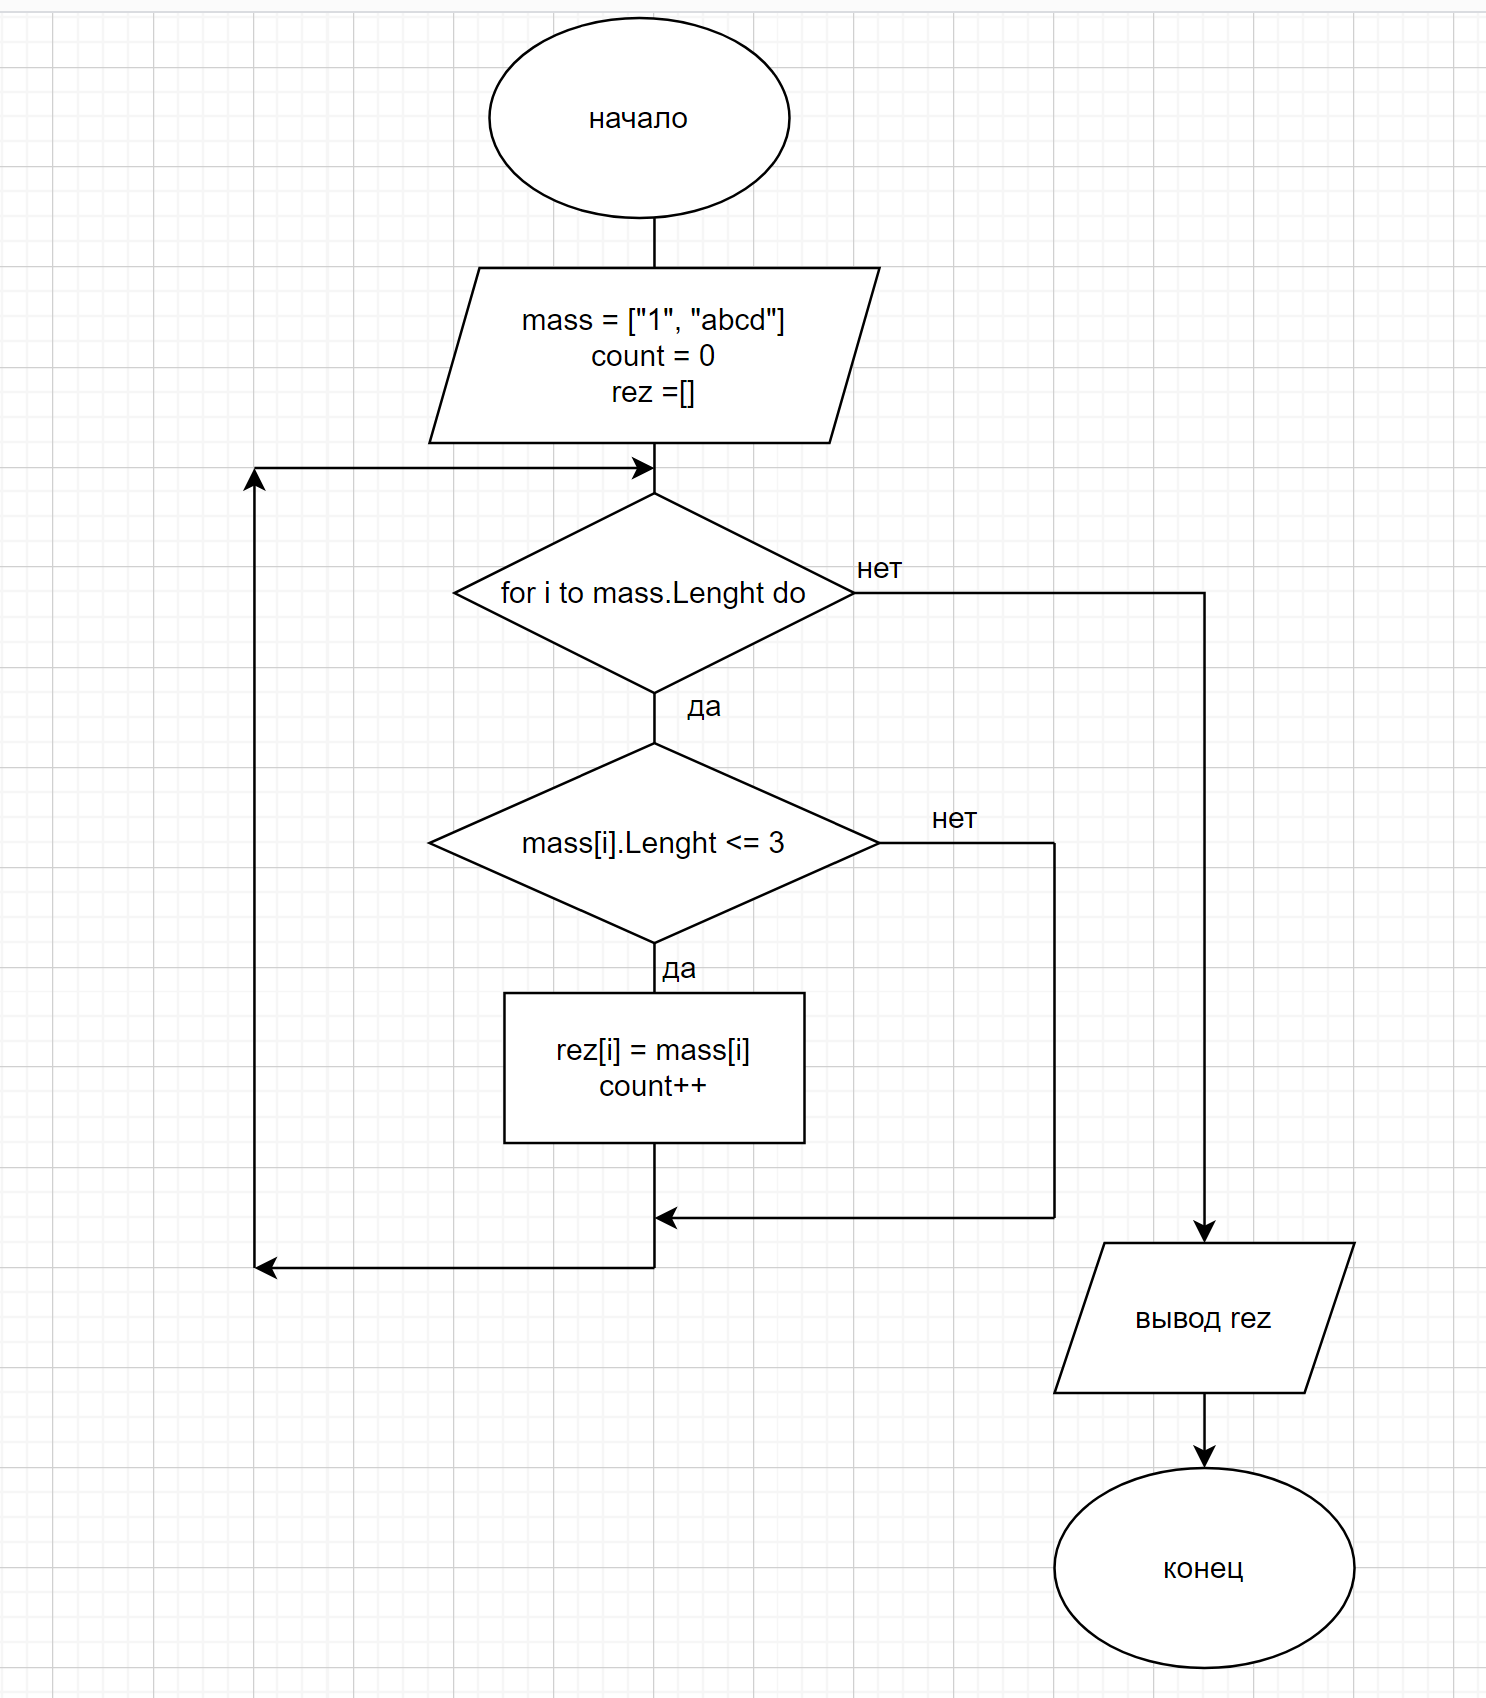 начало
mass = ["1", "abcd"]
count = 0
rez =[]
for i to mass.Lenght do
нет
да
mass[i].Lenght <= 3
нет
да
rez[i] = mass[i]
count++
вывод rez
конец